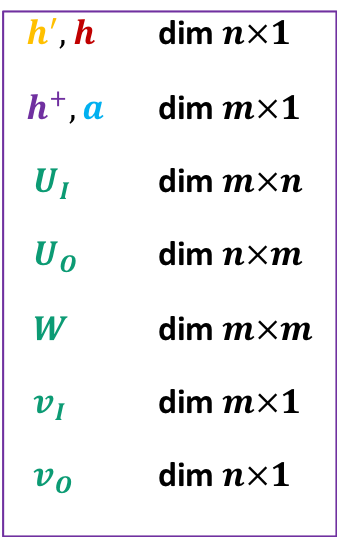 h′, h dim n×1
h⁺, a dim m×1
U_I dim m×n
U_O dim n×m
W dim m×m
v_I dim m×1
v_O dim n×1